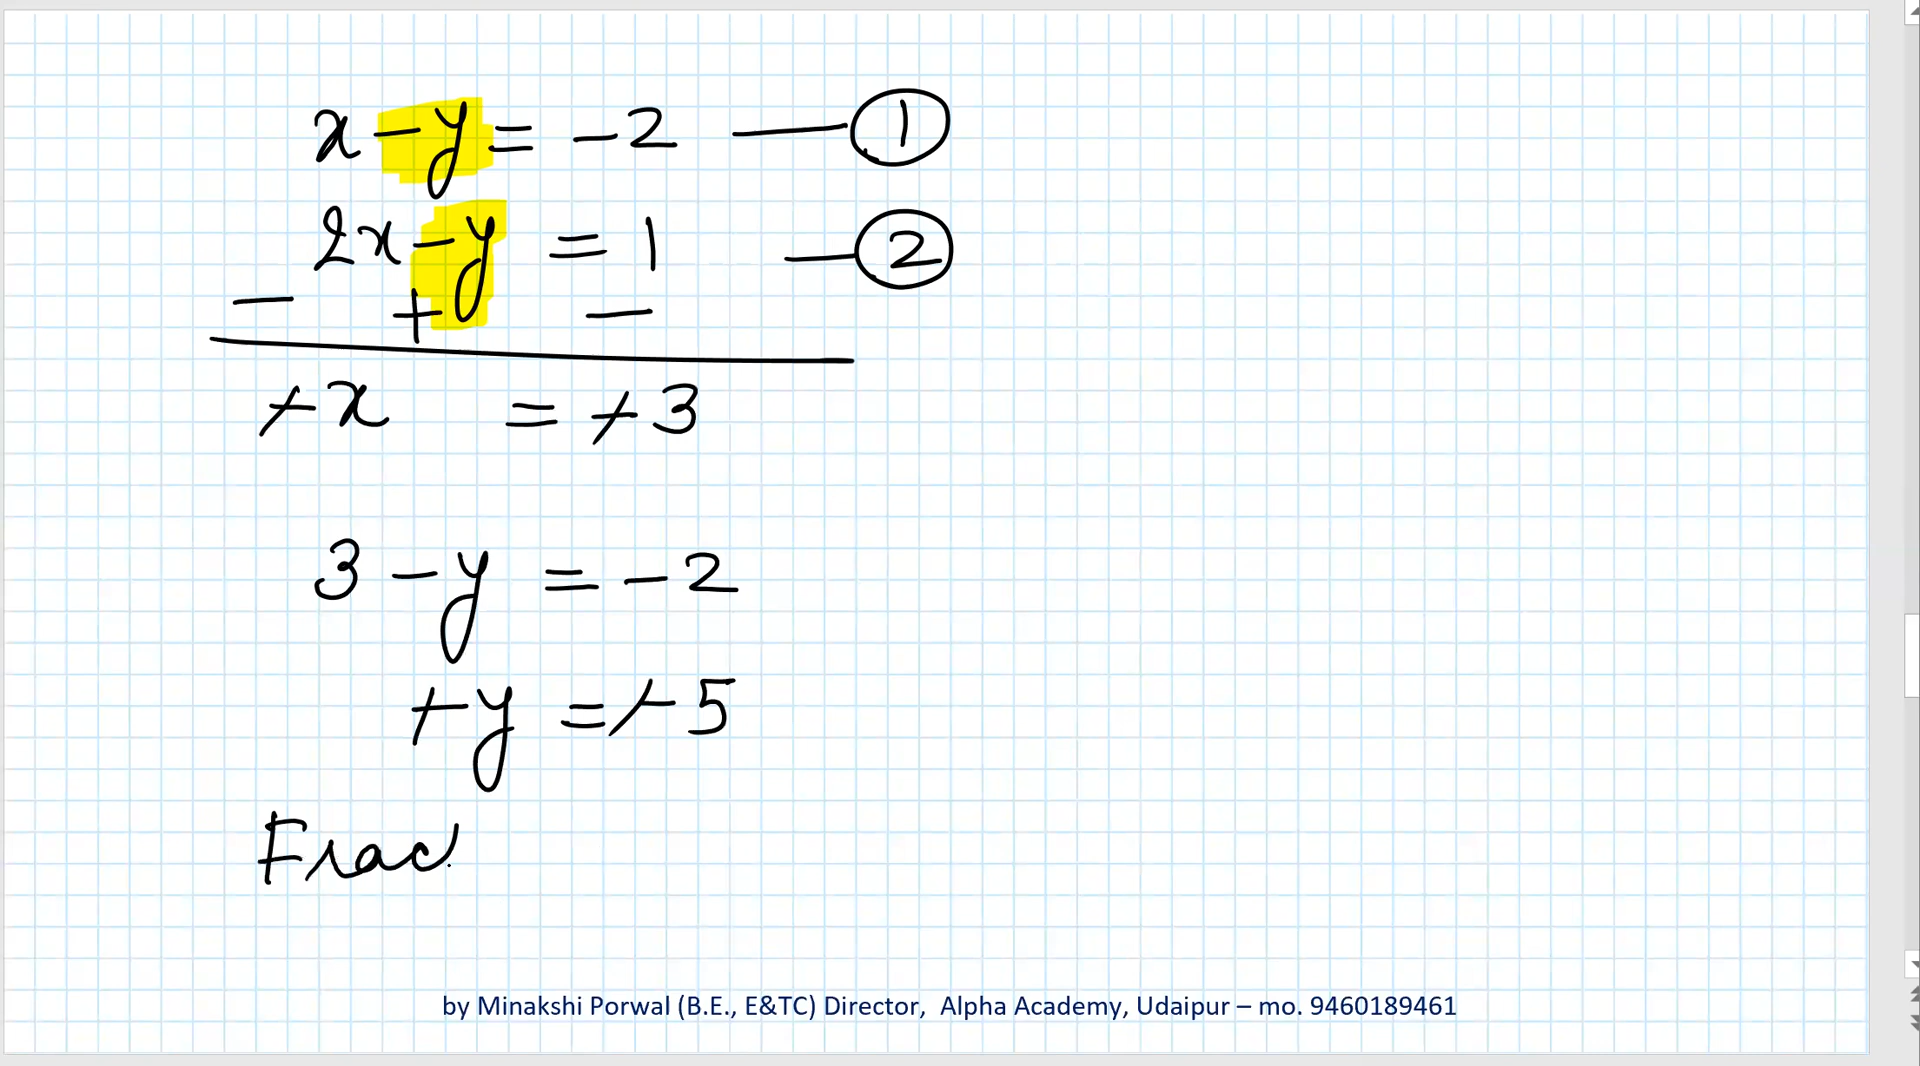 x - y = -2 — 1
2x - y = 1 — 2
- + -
+x = +3
3 - y = -2
+y = +5
Frac
by Minakshi Porwal (B.E., E&TC) Director, Alpha Academy, Udaipur – mo. 9460189461